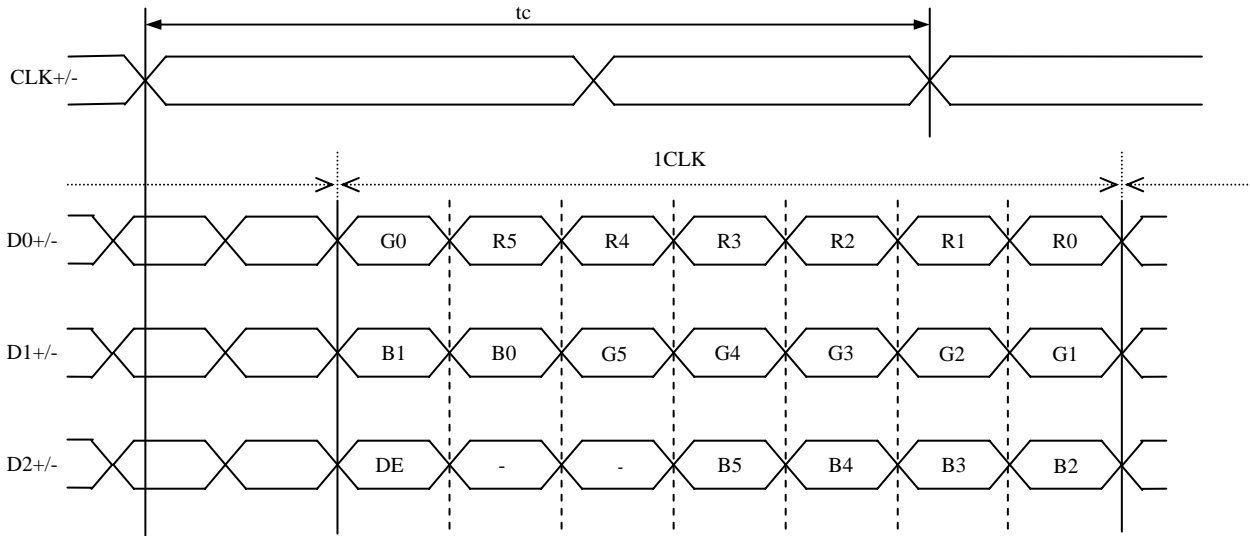 tc
CLK+/-
1CLK
D0+/- G0 R5 R4 R3 R2 R1 R0
D1+/- B1 B0 G5 G4 G3 G2 G1
D2+/- DE - - B5 B4 B3 B2